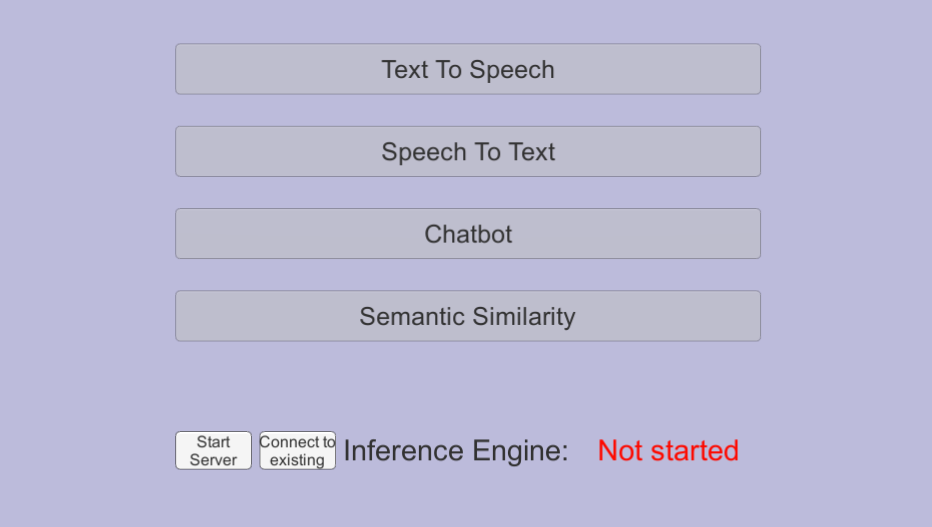 Text To Speech
Speech To Text
Chatbot
Semantic Similarity
Start
Server
Connect to
existing
Inference Engine: Not started